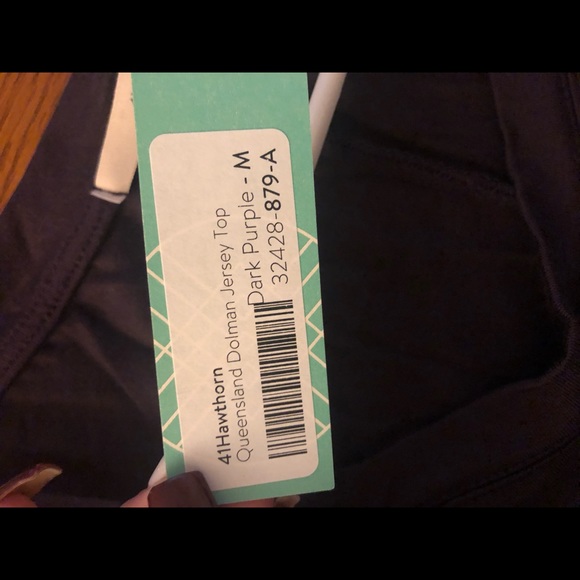 41Hawthorn
Queensland Dolman Jersey Top
Dark Purple - M
32428-879-A